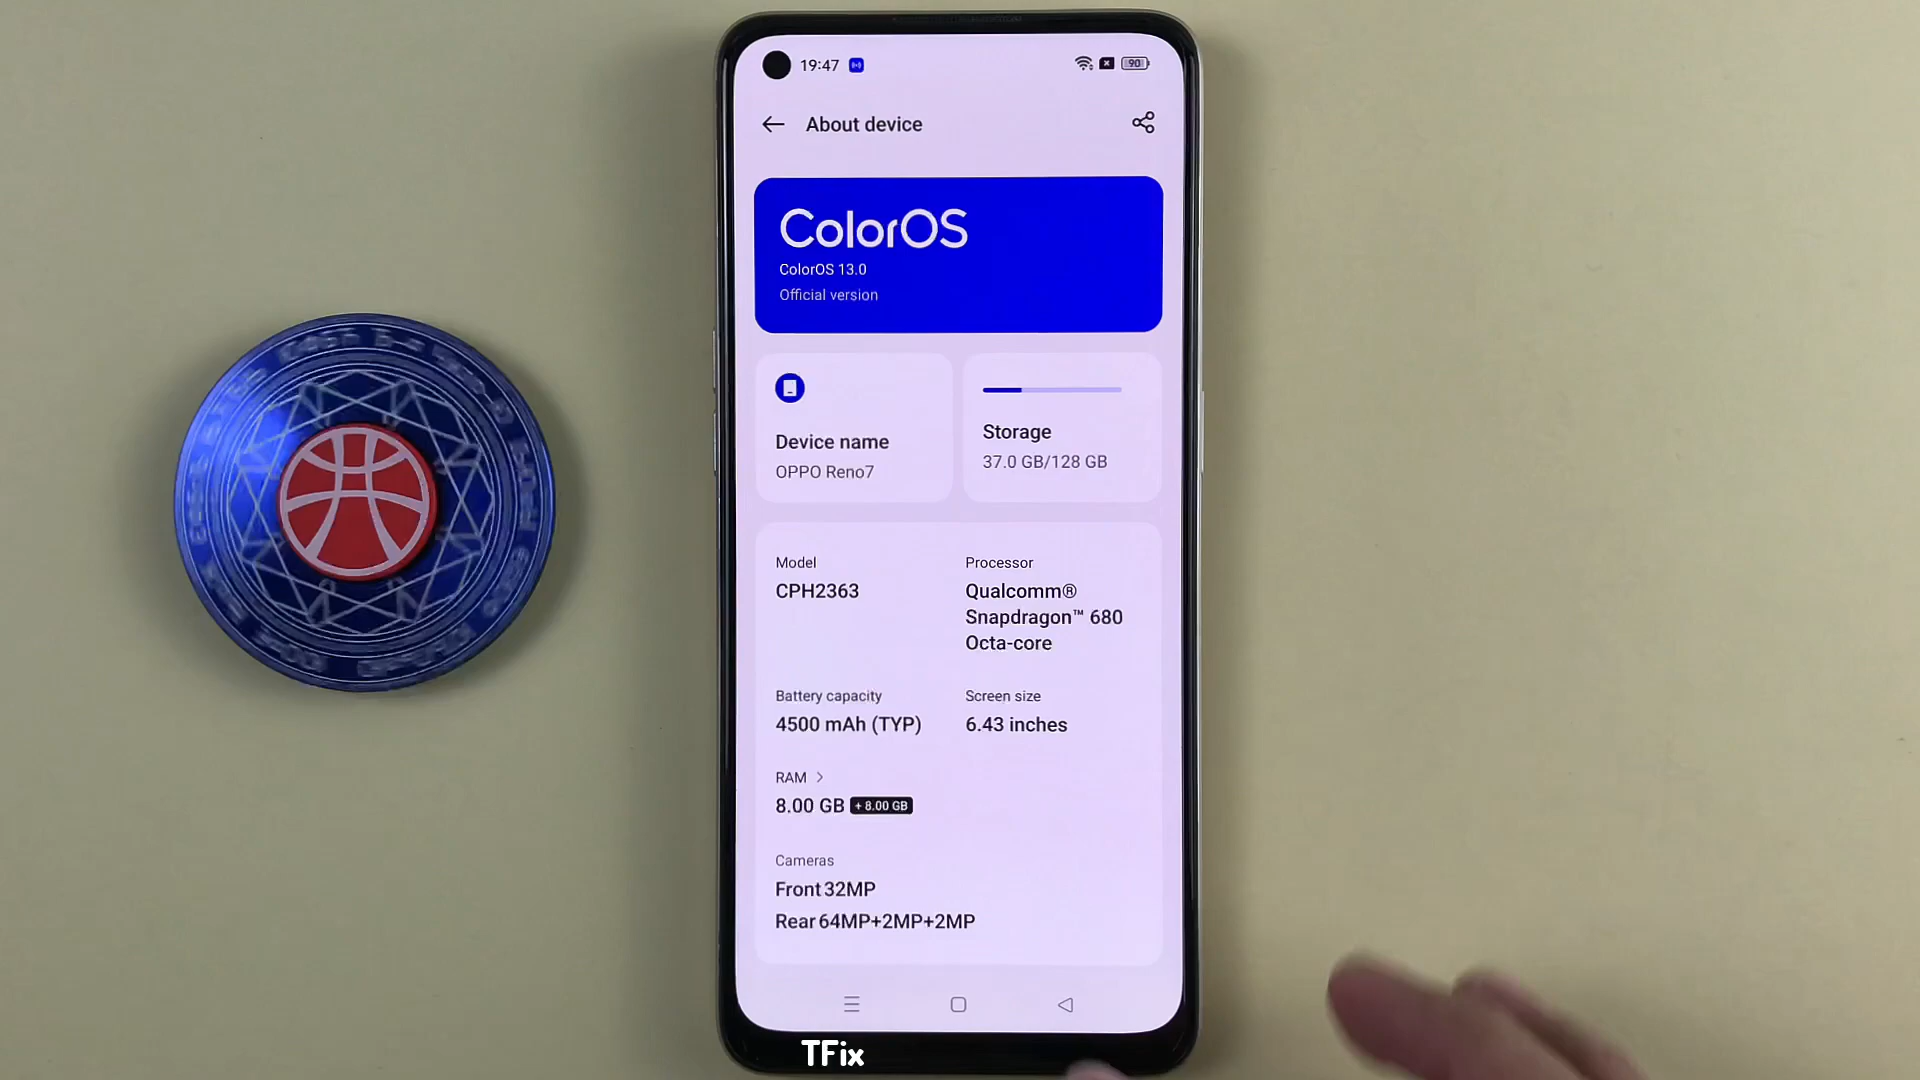 19:47
90
About device
ColorOS
ColorOS 13.0
Official version
Device name
OPPO Reno7
Storage
37.0 GB/128 GB
Model
CPH2363
Processor
Qualcomm®
Snapdragon™ 680
Octa-core
Battery capacity
4500 mAh (TYP)
Screen size
6.43 inches
RAM
8.00 GB + 8.00 GB
Cameras
Front 32MP
Rear 64MP+2MP+2MP
TFix